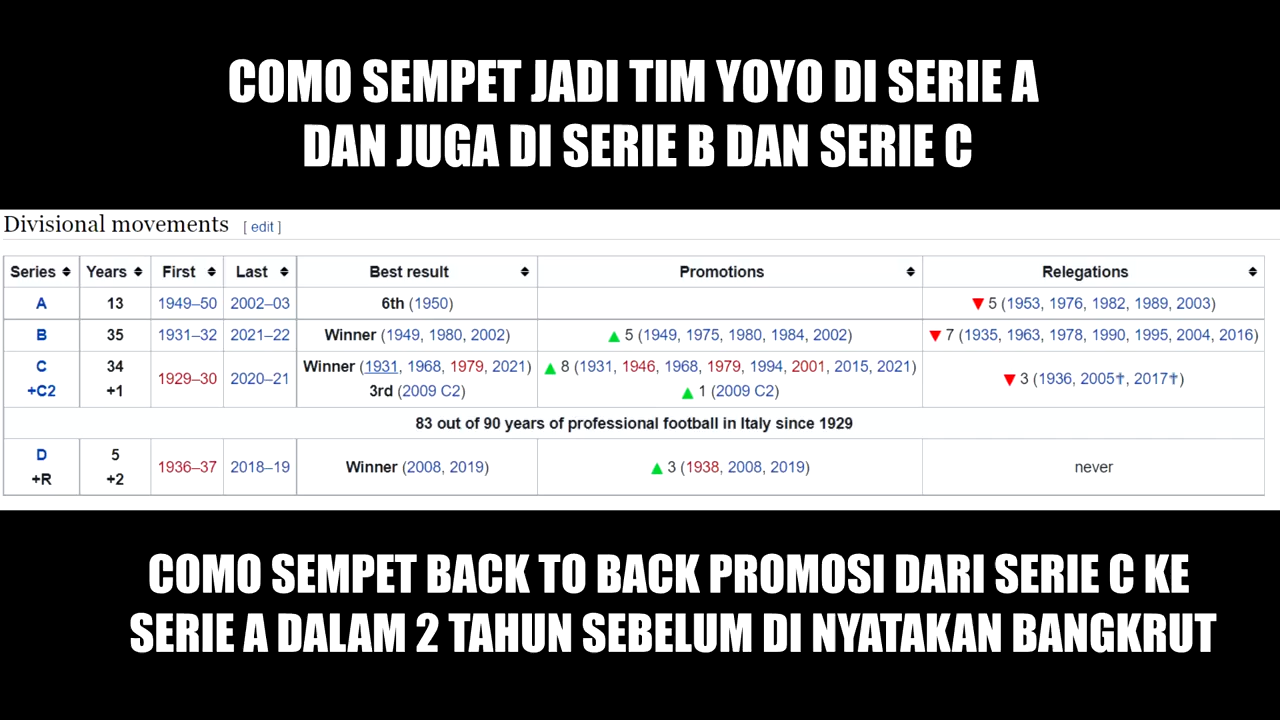 COMO SEMPET JADI TIM YOYO DI SERIE A
DAN JUGA DI SERIE B DAN SERIE C
Divisional movements [ edit ]
Series Years First Last Best result Promotions Relegations
A 13 1949–50 2002–03 6th (1950) ▼ 5 (1953, 1976, 1982, 1989, 2003)
B 35 1931–32 2021–22 Winner (1949, 1980, 2002) ▲ 5 (1949, 1975, 1980, 1984, 2002) ▼ 7 (1935, 1963, 1978, 1990, 1995, 2004, 2016)
C 34 1929–30 2020–21 Winner (1931, 1968, 1979, 2021) ▲ 8 (1931, 1946, 1968, 1979, 1994, 2001, 2015, 2021) ▼ 3 (1936, 2005✝, 2017✝)
+C2 +1 3rd (2009 C2) ▲ 1 (2009 C2)
83 out of 90 years of professional football in Italy since 1929
D 5 1936–37 2018–19 Winner (2008, 2019) ▲ 3 (1938, 2008, 2019) never
+R +2
COMO SEMPET BACK TO BACK PROMOSI DARI SERIE C KE
SERIE A DALAM 2 TAHUN SEBELUM DI NYATAKAN BANGKRUT